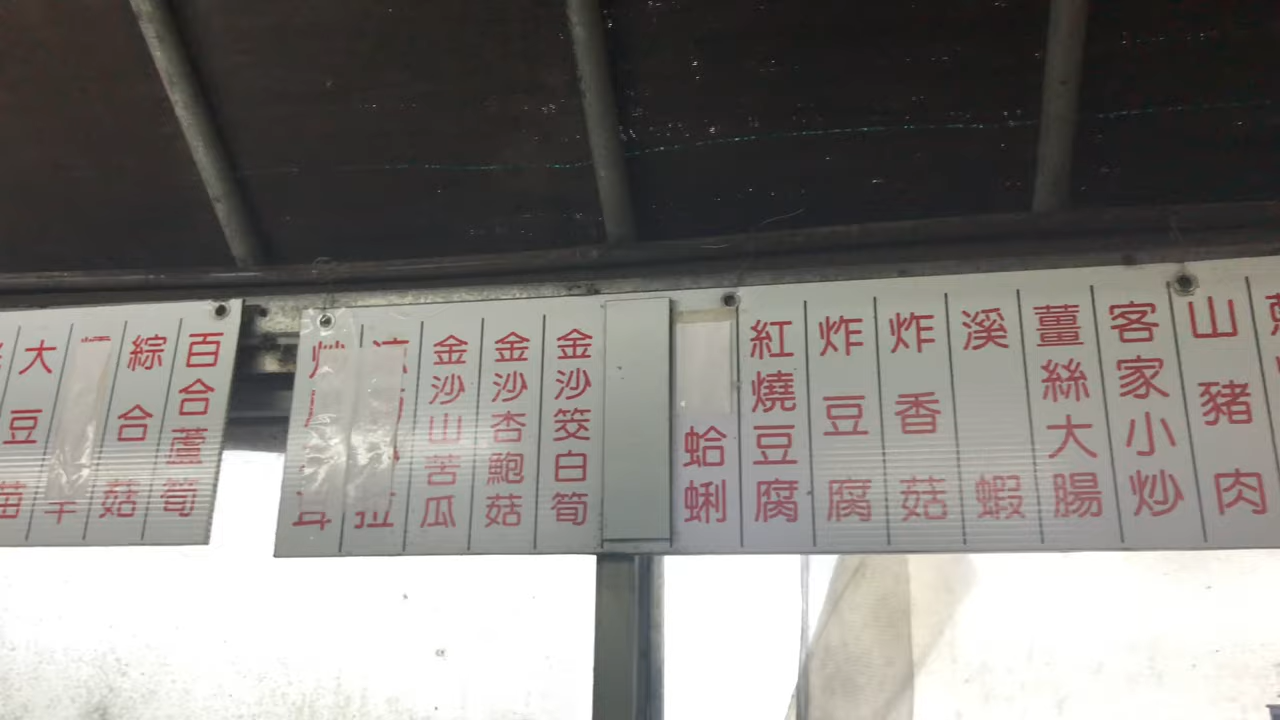 山豬肉
客家小炒
薑絲大腸
溪蝦
炸香菇
炸豆腐
紅燒豆腐
蛤蜊
金沙筊白筍
金沙杏鮑菇
金沙山苦瓜
百合蘆筍
綜合菇
大豆苗